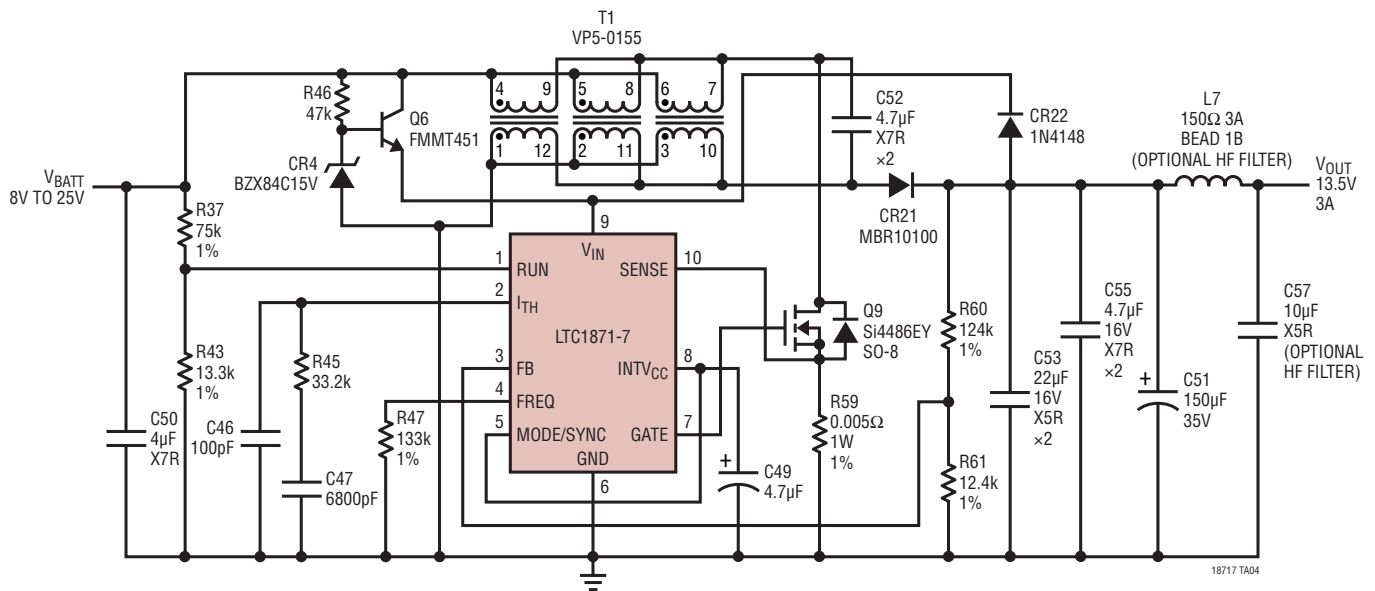 T1
VP5-0155
4
9
5
8
6
7
1
12
2
11
3
10
R46
47k
Q6
FMMT451
CR4
BZX84C15V
C52
4.7µF
X7R
×2
CR22
1N4148
L7
150Ω 3A
BEAD 1B
(OPTIONAL HF FILTER)
VBATT
8V TO 25V
VOUT
13.5V
3A
R37
75k
1%
CR21
MBR10100
9
VIN
1
RUN
SENSE
10
2
ITH
LTC1871-7
3
FB
INTVCC
8
4
FREQ
5
MODE/SYNC
GATE
7
GND
6
Q9
Si4486EY
SO-8
R60
124k
1%
C55
4.7µF
16V
X7R
×2
C57
10µF
X5R
(OPTIONAL
HF FILTER)
R43
13.3k
1%
R45
33.2k
C53
22µF
16V
X5R
×2
+
C51
150µF
35V
C50
4µF
X7R
C46
100pF
R47
133k
1%
R59
0.005Ω
1W
1%
C47
6800pF
+
C49
4.7µF
R61
12.4k
1%
18717 TA04